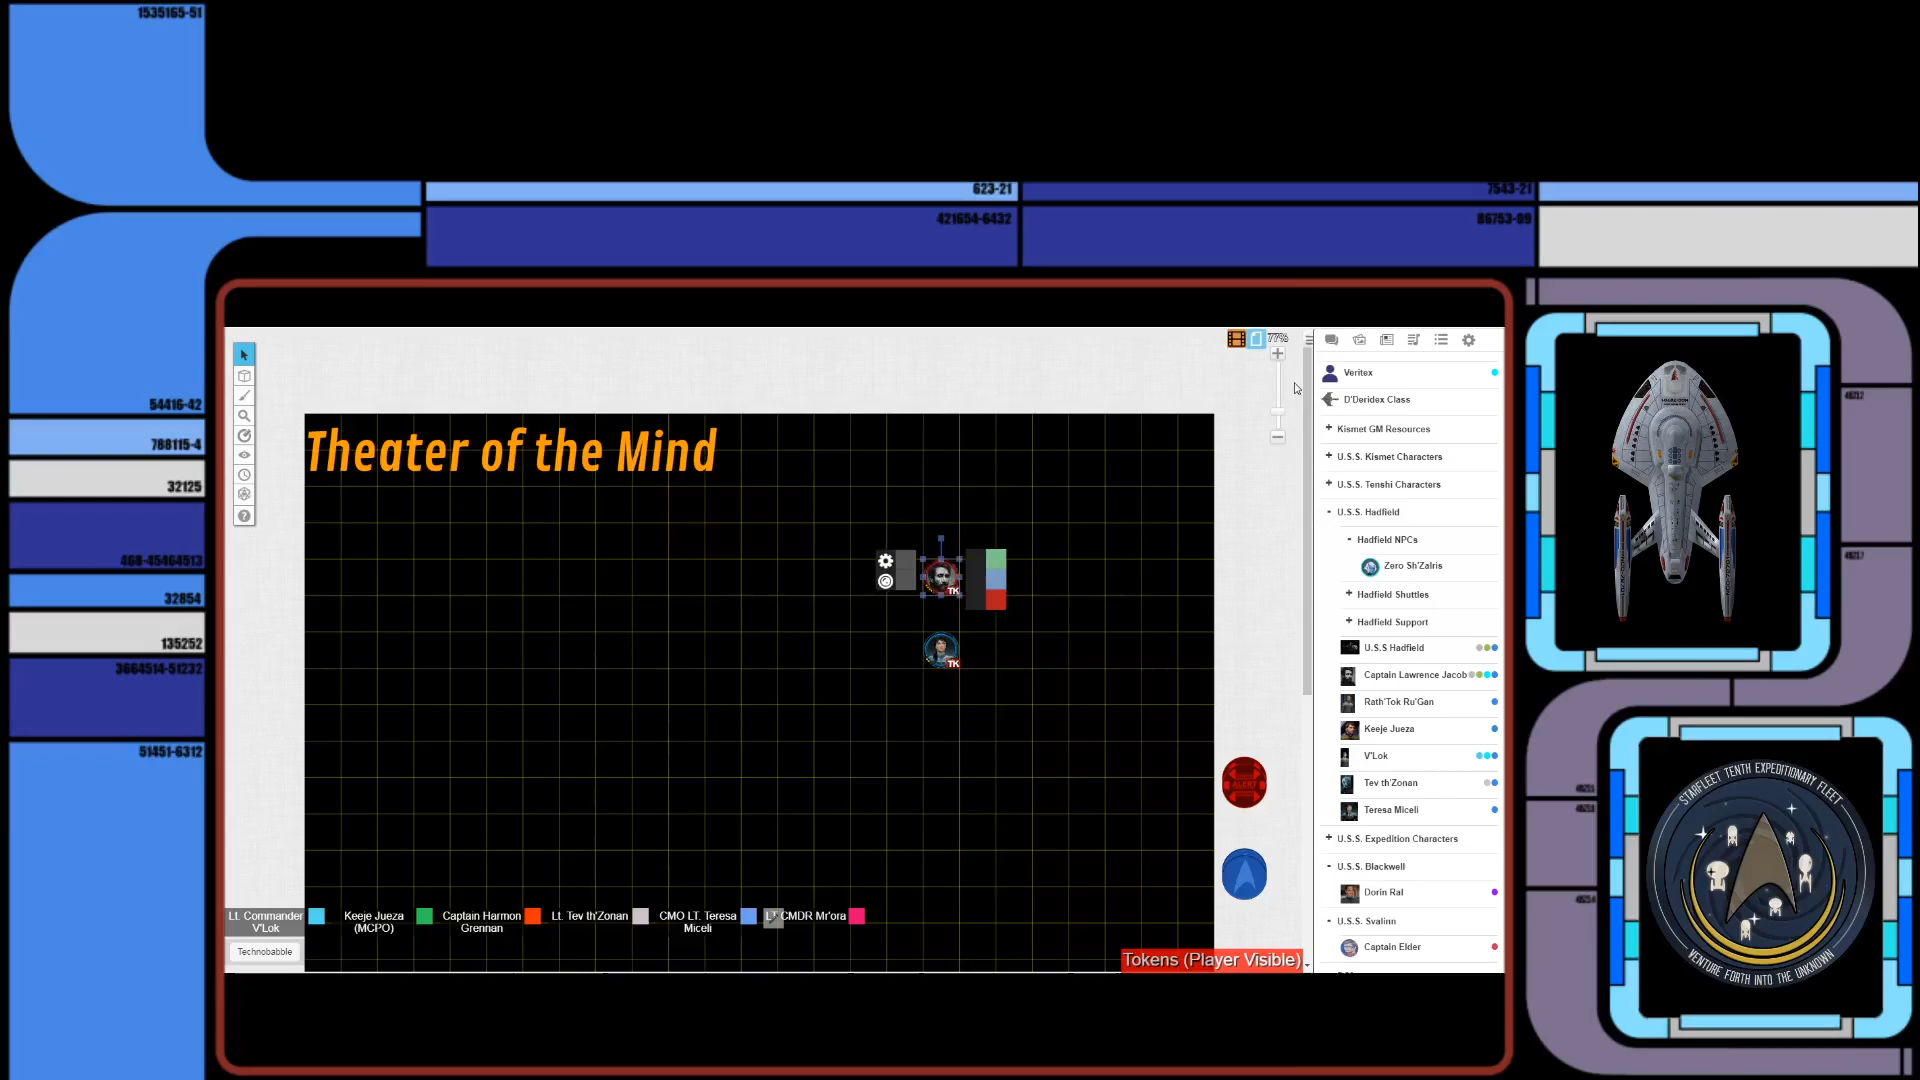 1535165-51
623-21
7543-21
421654-6432
86753-09
54416-42
768115-4
32125
468-45464513
32854
135252
3664514-51232
51451-6312
77%
Theater of the Mind
TK
TK
ALERT
Lt. Commander
V'Lok
Keeje Jueza
(MCPO)
Captain Harmon
Grennan
Lt. Tev th'Zonan
CMO LT. Teresa
Miceli
LT CMDR Mr'ora
Technobabble
Tokens (Player Visible)
Veritex
D'Deridex Class
Kismet GM Resources
U.S.S. Kismet Characters
U.S.S. Tenshi Characters
U.S.S. Hadfield
Hadfield NPCs
Zero Sh'Zalris
Hadfield Shuttles
Hadfield Support
U.S.S Hadfield
Captain Lawrence Jacob
Rath'Tok Ru'Gan
Keeje Jueza
V'Lok
Tev th'Zonan
Teresa Miceli
U.S.S. Expedition Characters
U.S.S. Blackwell
Dorin Ral
U.S.S. Svalinn
Captain Elder
STARFLEET TENTH EXPEDITIONARY FLEET
VENTURE FORTH INTO THE UNKNOWN